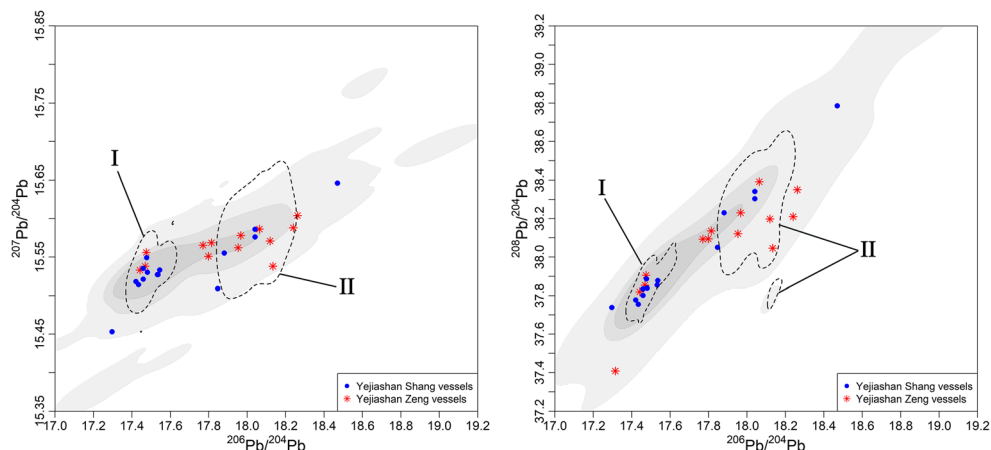 15.85
15.75
15.65
15.55
15.45
15.35
207Pb/204Pb
I
II
Yejiashan Shang vessels
Yejiashan Zeng vessels
17.0 17.2 17.4 17.6 17.8 18.0 18.2 18.4 18.6 18.8 19.0 19.2
206Pb/204Pb
39.2
39.0
38.8
38.6
38.4
38.2
38.0
37.8
37.6
37.4
37.2
208Pb/204Pb
I
II
Yejiashan Shang vessels
Yejiashan Zeng vessels
17.0 17.2 17.4 17.6 17.8 18.0 18.2 18.4 18.6 18.8 19.0 19.2
206Pb/204Pb